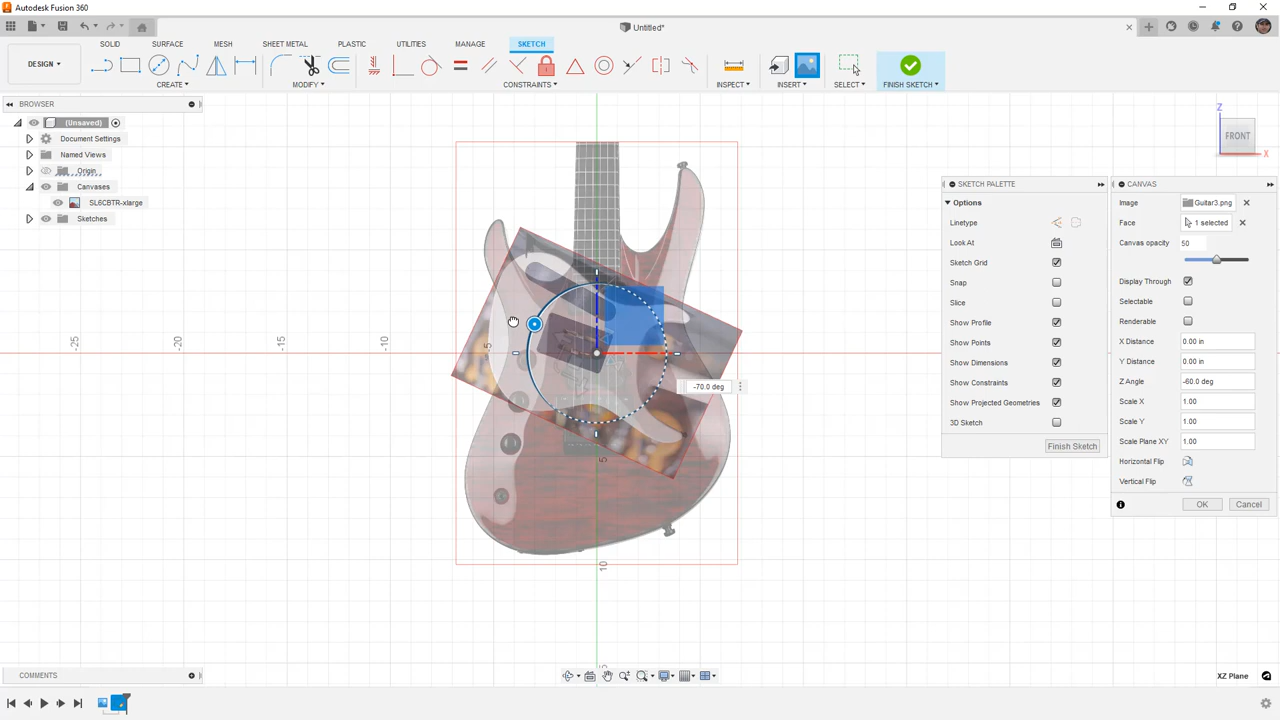 Autodesk Fusion 360
Untitled*
DESIGN
SOLID SURFACE MESH SHEET METAL PLASTIC UTILITIES MANAGE SKETCH
CREATE MODIFY CONSTRAINTS INSPECT INSERT SELECT FINISH SKETCH
BROWSER
(Unsaved)
Document Settings
Named Views
Origin
Canvases
SL6CBTR-xlarge
Sketches
Z
FRONT
X
SKETCH PALETTE
Options
Linetype
Look At
Sketch Grid
Snap
Slice
Show Profile
Show Points
Show Dimensions
Show Constraints
Show Projected Geometries
3D Sketch
Finish Sketch
CANVAS
Image Guitar3.png
Face 1 selected
Canvas opacity 50
Display Through
Selectable
Renderable
X Distance 0.00 in
Y Distance 0.00 in
Z Angle -60.0 deg
Scale X 1.00
Scale Y 1.00
Scale Plane XY 1.00
Horizontal Flip
Vertical Flip
OK Cancel
-25 -20 -15 -10 -5
-70.0 deg
5
10
COMMENTS
XZ Plane